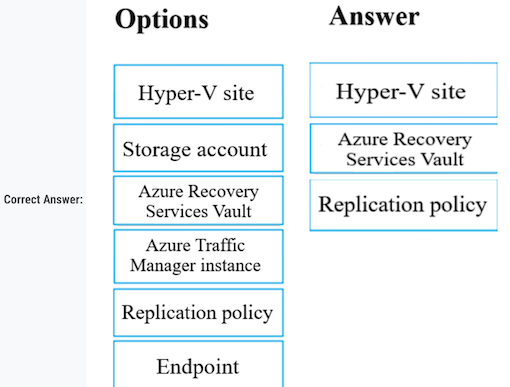 Options
Answer
Hyper-V site
Hyper-V site
Storage account
Azure Recovery
Services Vault
Correct Answer:
Azure Recovery
Services Vault
Replication policy
Azure Traffic
Manager instance
Replication policy
Endpoint